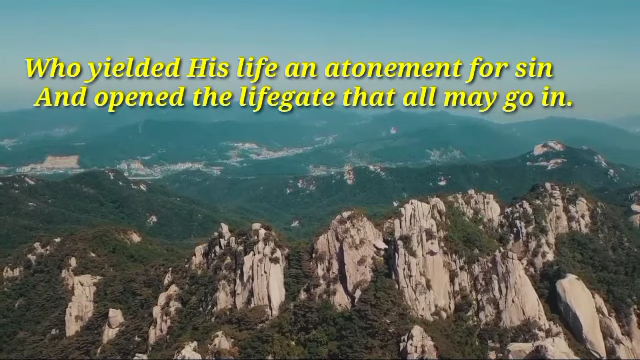 Who yielded His life an atonement for sin
And opened the lifegate that all may go in.